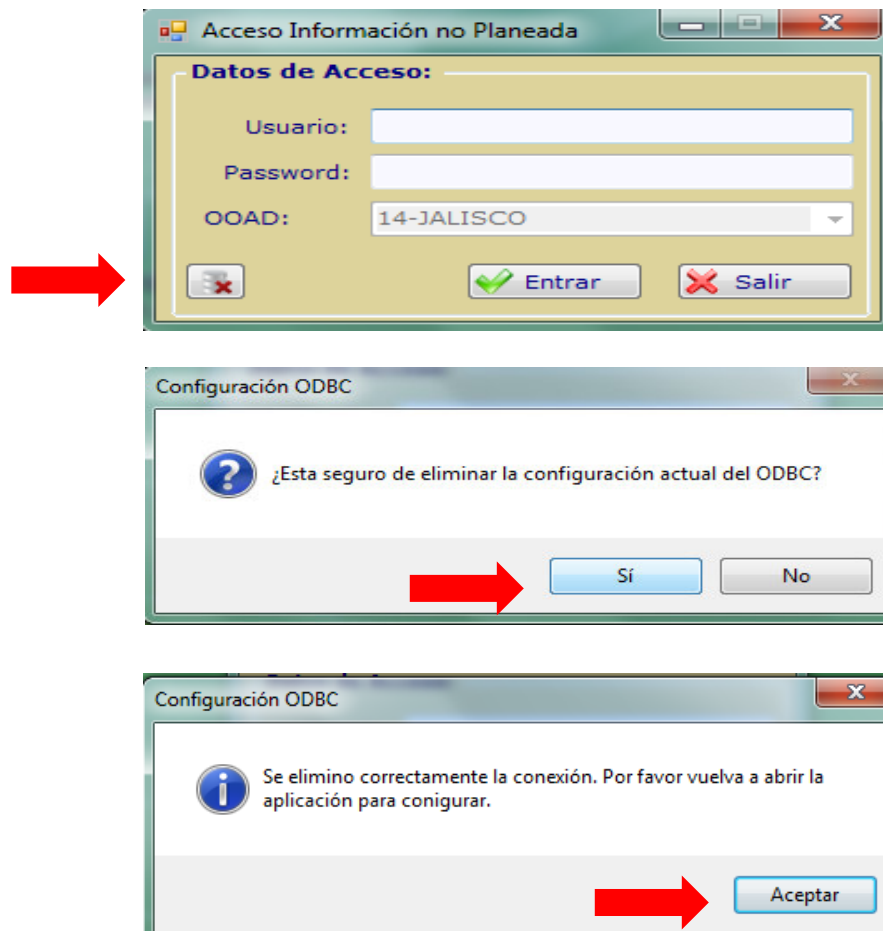 Acceso Información no Planeada
Datos de Acceso:
Usuario:
Password:
OOAD:
14-JALISCO
Entrar
Salir
Configuración ODBC
¿Esta seguro de eliminar la configuración actual del ODBC?
Sí
No
Configuración ODBC
Se elimino correctamente la conexión. Por favor vuelva a abrir la
aplicación para conigurar.
Aceptar